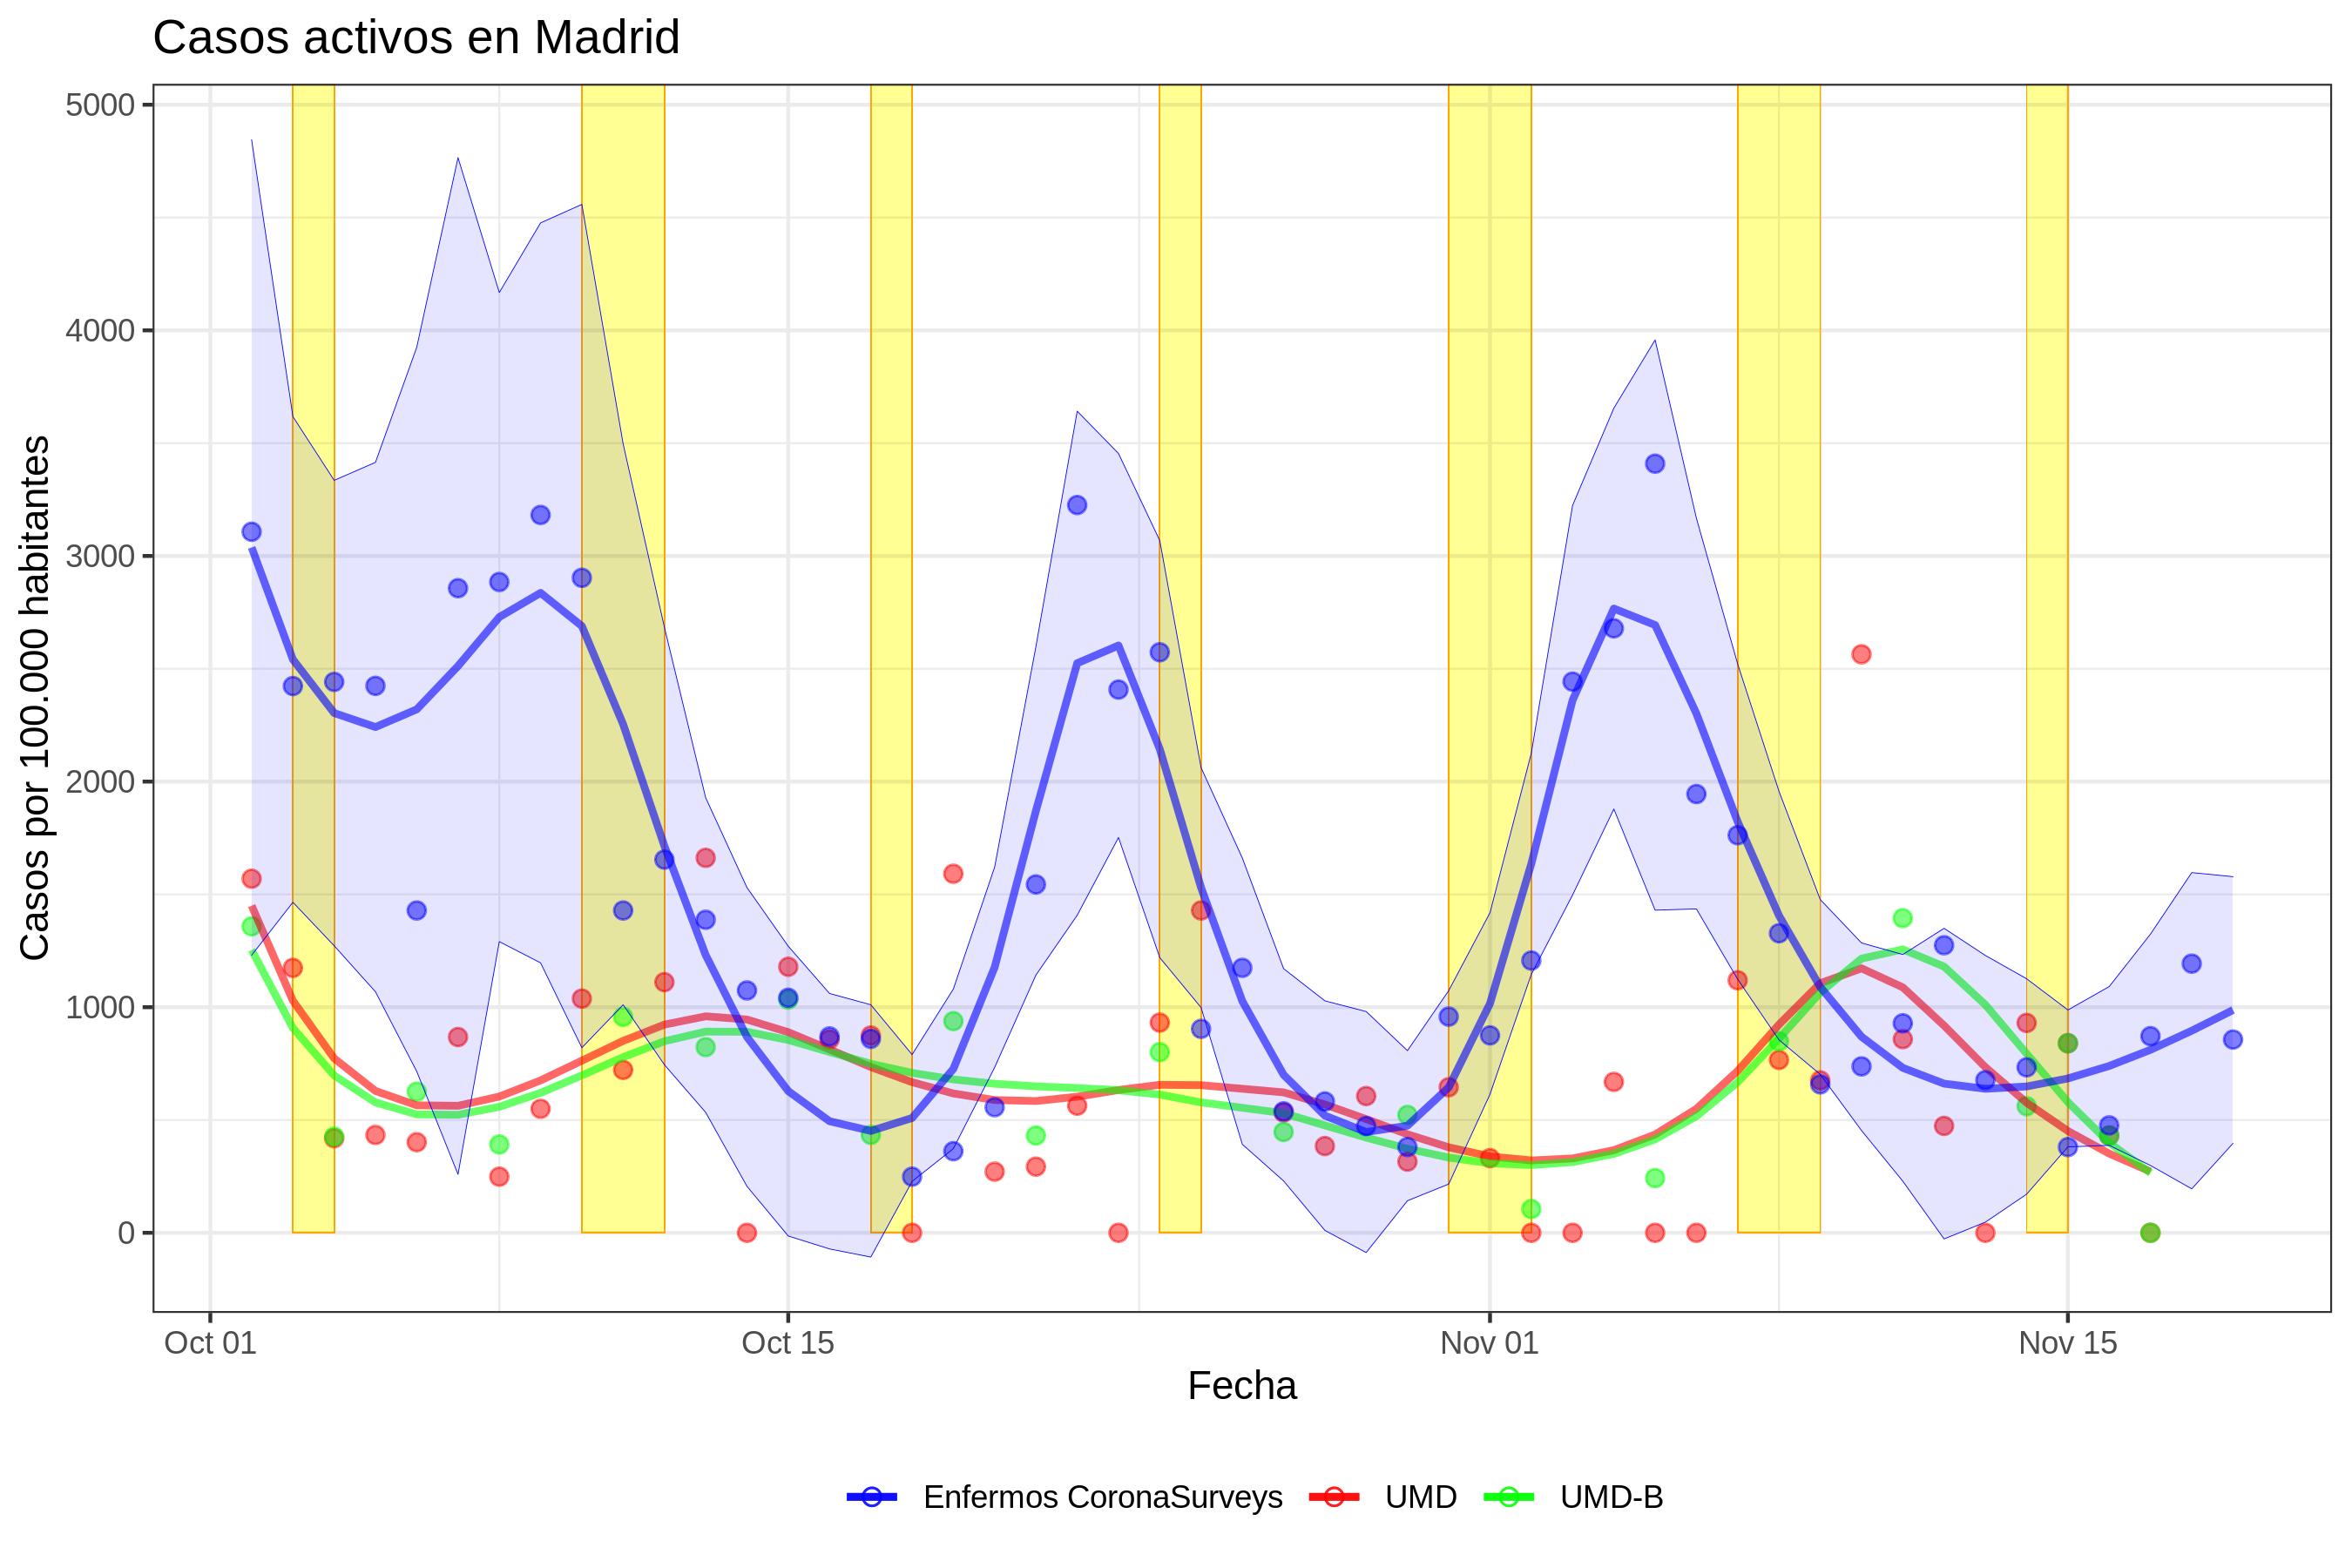 Casos activos en Madrid
Casos por 100.000 habitantes
5000
4000
3000
2000
1000
0
Oct 01 Oct 15 Nov 01 Nov 15
Fecha
Enfermos CoronaSurveys UMD UMD-B